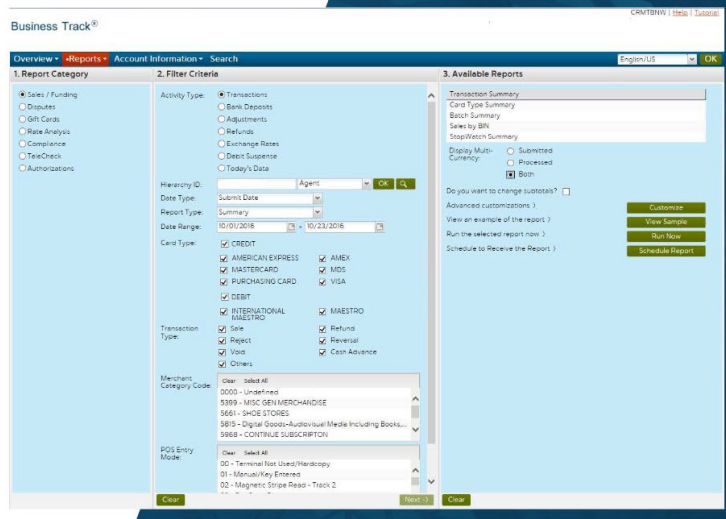 CRMTBNW | Help | Tutorial
Business Track®
Overview Reports Account Information Search English/US OK
1. Report Category
Sales / Funding
Disputes
Gift Cards
Rate Analysis
Compliance
TeleCheck
Authorizations
2. Filter Criteria
Activity Type: Transactions
Bank Deposits
Adjustments
Refunds
Exchange Rates
Debit Suspense
Today's Data
Hierarchy ID: Agent OK
Date Type: Submit Date
Report Type: Summary
Date Range: 10/01/2016 - 10/23/2016
Card Type: CREDIT
AMERICAN EXPRESS AMEX
MASTERCARD MDS
PURCHASING CARD VISA
DEBIT
INTERNATIONAL MAESTRO
MAESTRO
Transaction Type:
Sale Refund
Reject Reversal
Void Cash Advance
Others
Merchant Category Code:
Clear Select All
0000 - Undefined
5399 - MISC GEN MERCHANDISE
5661 - SHOE STORES
5815 - Digital Goods-Audiovisual Media Including Books,...
5968 - CONTINUE SUBSCRIPTON
POS Entry Mode:
Clear Select All
00 - Terminal Not Used/Hardcopy
01 - Manual/Key Entered
02 - Magnetic Stripe Read - Track 2
Clear Next
3. Available Reports
Transaction Summary
Card Type Summary
Batch Summary
Sales by BIN
StopWatch Summary
Display Multi-Currency:
Submitted
Processed
Both
Do you want to change subtotals?
Advanced customizations > Customize
View an example of the report > View Sample
Run the selected report now > Run Now
Schedule to Receive the Report > Schedule Report
Clear